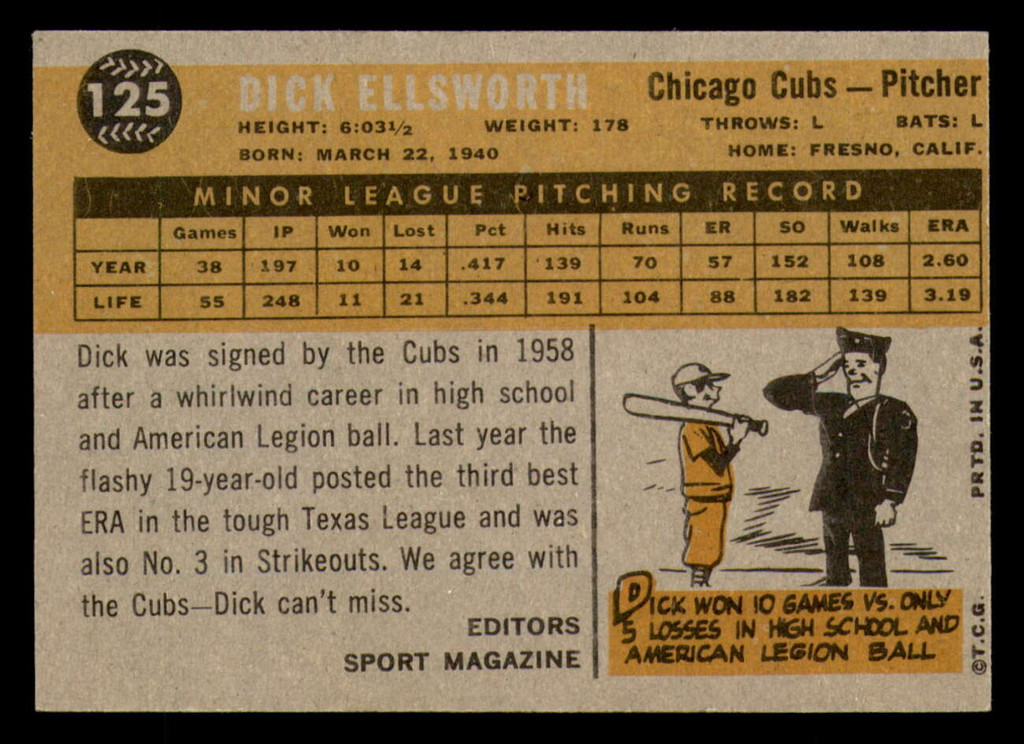 125
DICK ELLSWORTH
Chicago Cubs — Pitcher
HEIGHT: 6:03½ WEIGHT: 178 THROWS: L BATS: L
BORN: MARCH 22, 1940 HOME: FRESNO, CALIF.
MINOR LEAGUE PITCHING RECORD
Games IP Won Lost Pct Hits Runs ER SO Walks ERA
YEAR 38 197 10 14 .417 139 70 57 152 108 2.60
LIFE 55 248 11 21 .344 191 104 88 182 139 3.19
Dick was signed by the Cubs in 1958
after a whirlwind career in high school
and American Legion ball. Last year the
flashy 19-year-old posted the third best
ERA in the tough Texas League and was
also No. 3 in Strikeouts. We agree with
the Cubs—Dick can't miss.
EDITORS
SPORT MAGAZINE
DICK WON 10 GAMES VS. ONLY
5 LOSSES IN HIGH SCHOOL AND
AMERICAN LEGION BALL
©T.C.G. PRTD. IN U.S.A.